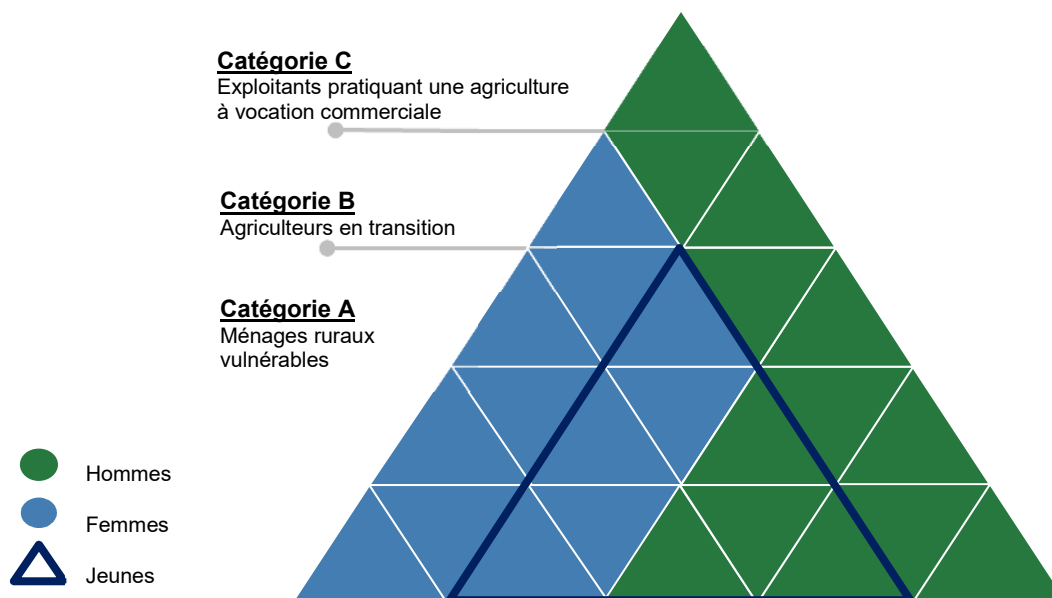 Catégorie C
Exploitants pratiquant une agriculture
à vocation commerciale
Catégorie B
Agriculteurs en transition
Catégorie A
Ménages ruraux
vulnérables
Hommes
Femmes
Jeunes